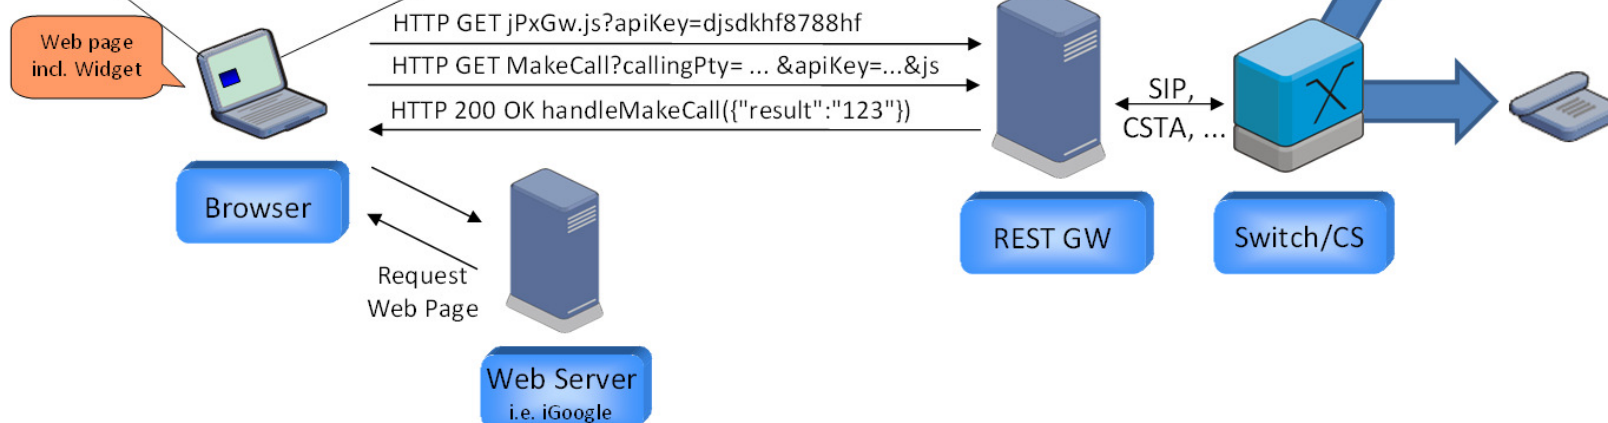 HTTP GET jPxGw.js?apiKey=djsdkhf8788hf
Web page
incl. Widget
HTTP GET MakeCall?callingPty= ... &apiKey=...&js
HTTP 200 OK handleMakeCall({"result":"123"})
SIP,
CSTA, ...
Browser
REST GW
Switch/CS
Request
Web Page
Web Server
i.e. iGoogle